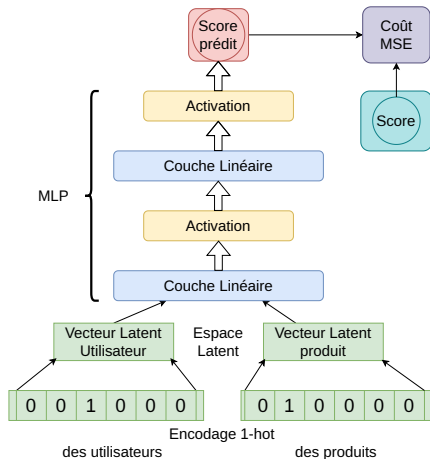 Score
prédit
Coût
MSE
Activation
Score
Couche Linéaire
MLP
Activation
Couche Linéaire
Vecteur Latent
Utilisateur
Espace
Latent
Vecteur Latent
produit
0 0 1 0 0 0
0 1 0 0 0 0
Encodage 1-hot
des utilisateurs
des produits